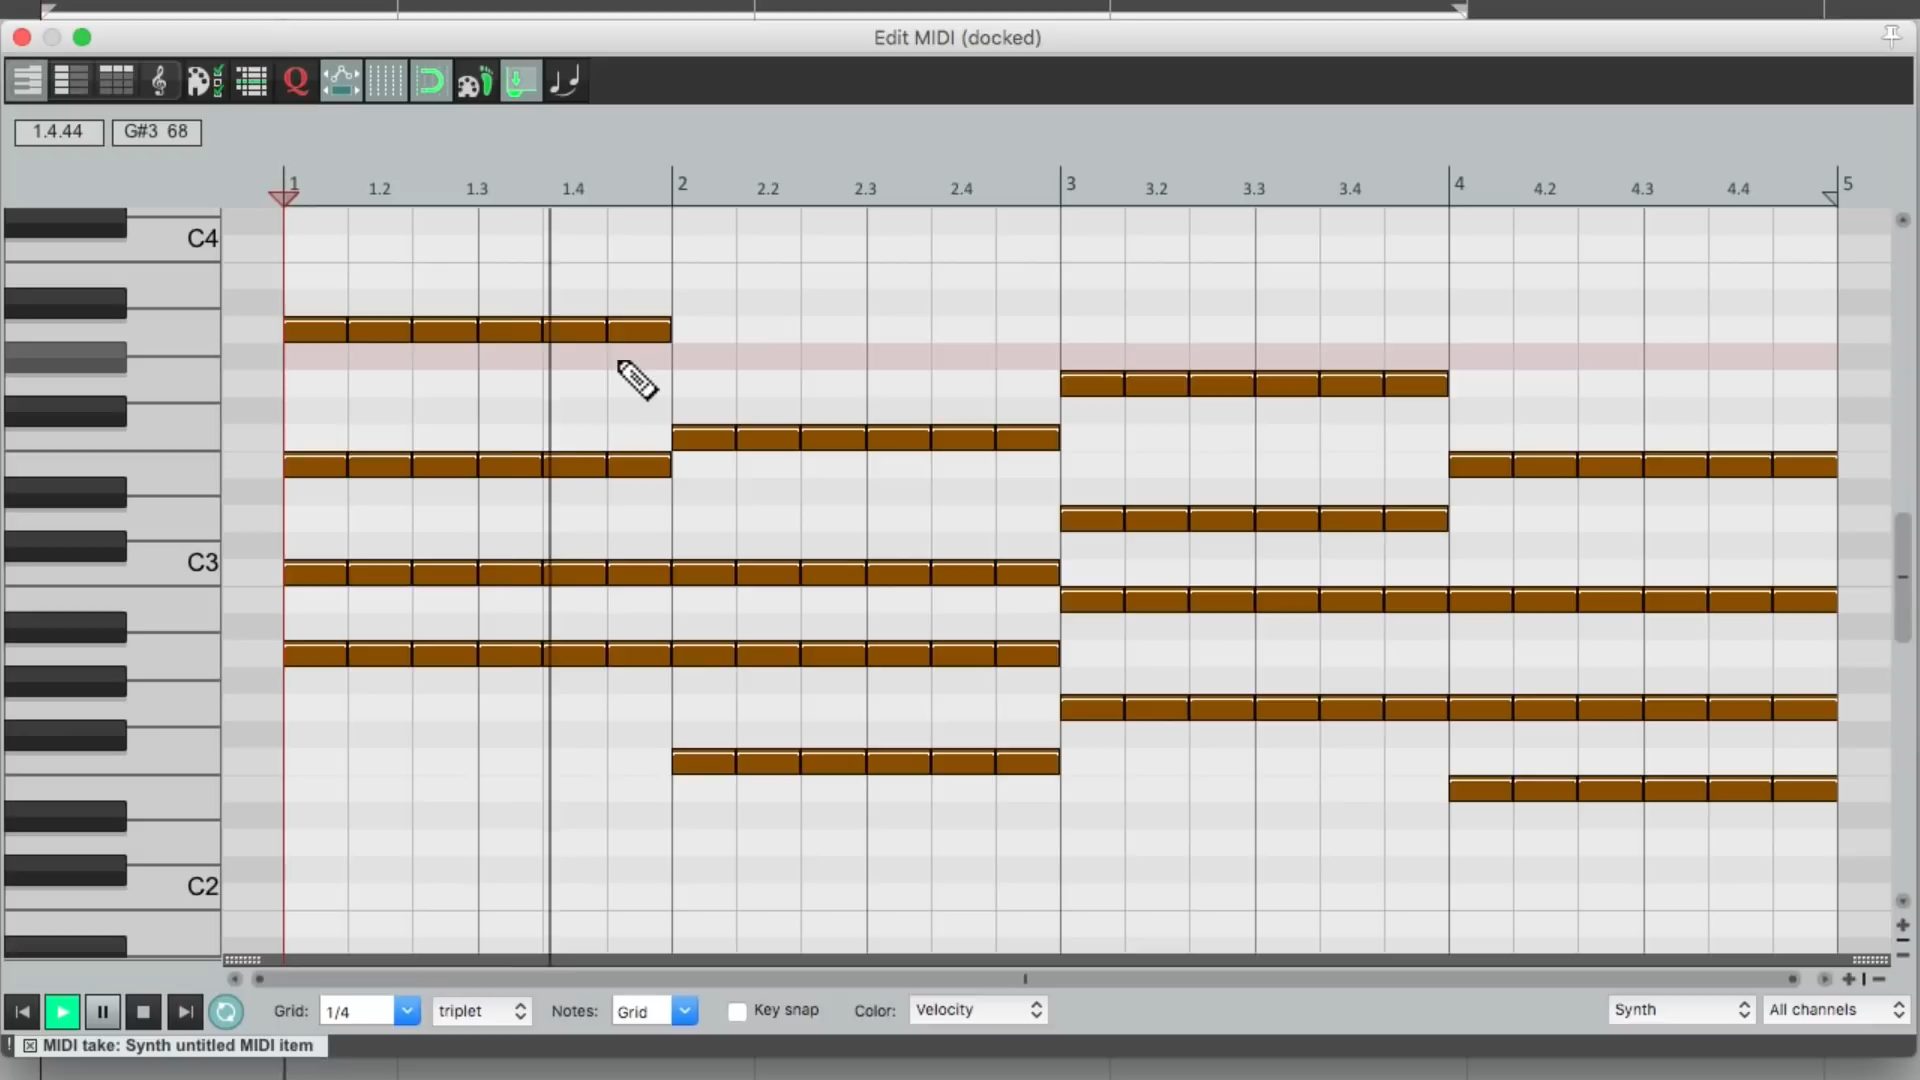 Edit MIDI (docked)
Q
1.4.44 G#3 68
1 1.2 1.3 1.4 2 2.2 2.3 2.4 3 3.2 3.3 3.4 4 4.2 4.3 4.4 5
C4
C3
C2
Grid: 1/4 triplet Notes: Grid Key snap Color: Velocity Synth All channels
! MIDI take: Synth untitled MIDI item